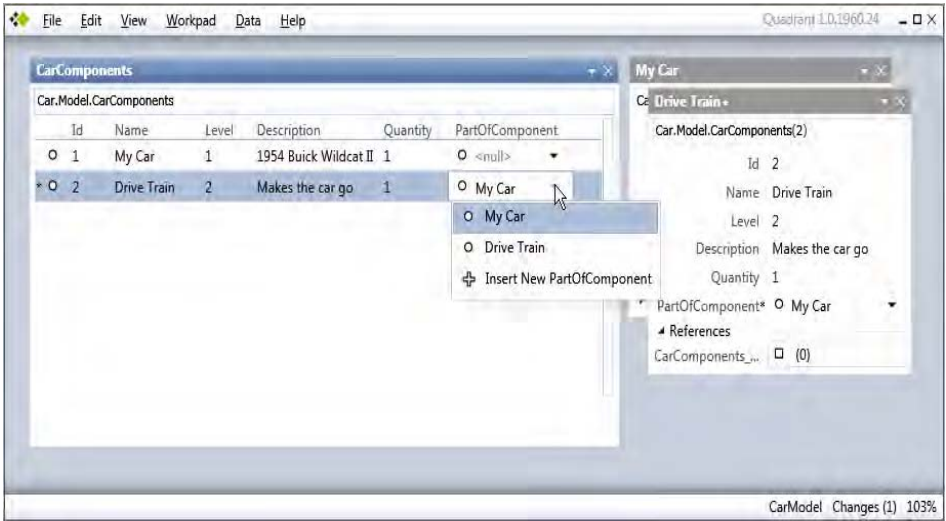 File Edit View Workpad Data Help Quadrant 1.0.1960.24
CarComponents
Car.Model.CarComponents
Id Name Level Description Quantity PartOfComponent
1 My Car 1 1954 Buick Wildcat II 1 <null>
* 2 Drive Train 2 Makes the car go 1 My Car
My Car
Drive Train
Insert New PartOfComponent
My Car
Ca
Drive Train*
Car.Model.CarComponents(2)
Id 2
Name Drive Train
Level 2
Description Makes the car go
Quantity 1
PartOfComponent* My Car
References
CarComponents_... (0)
CarModel Changes (1) 103%